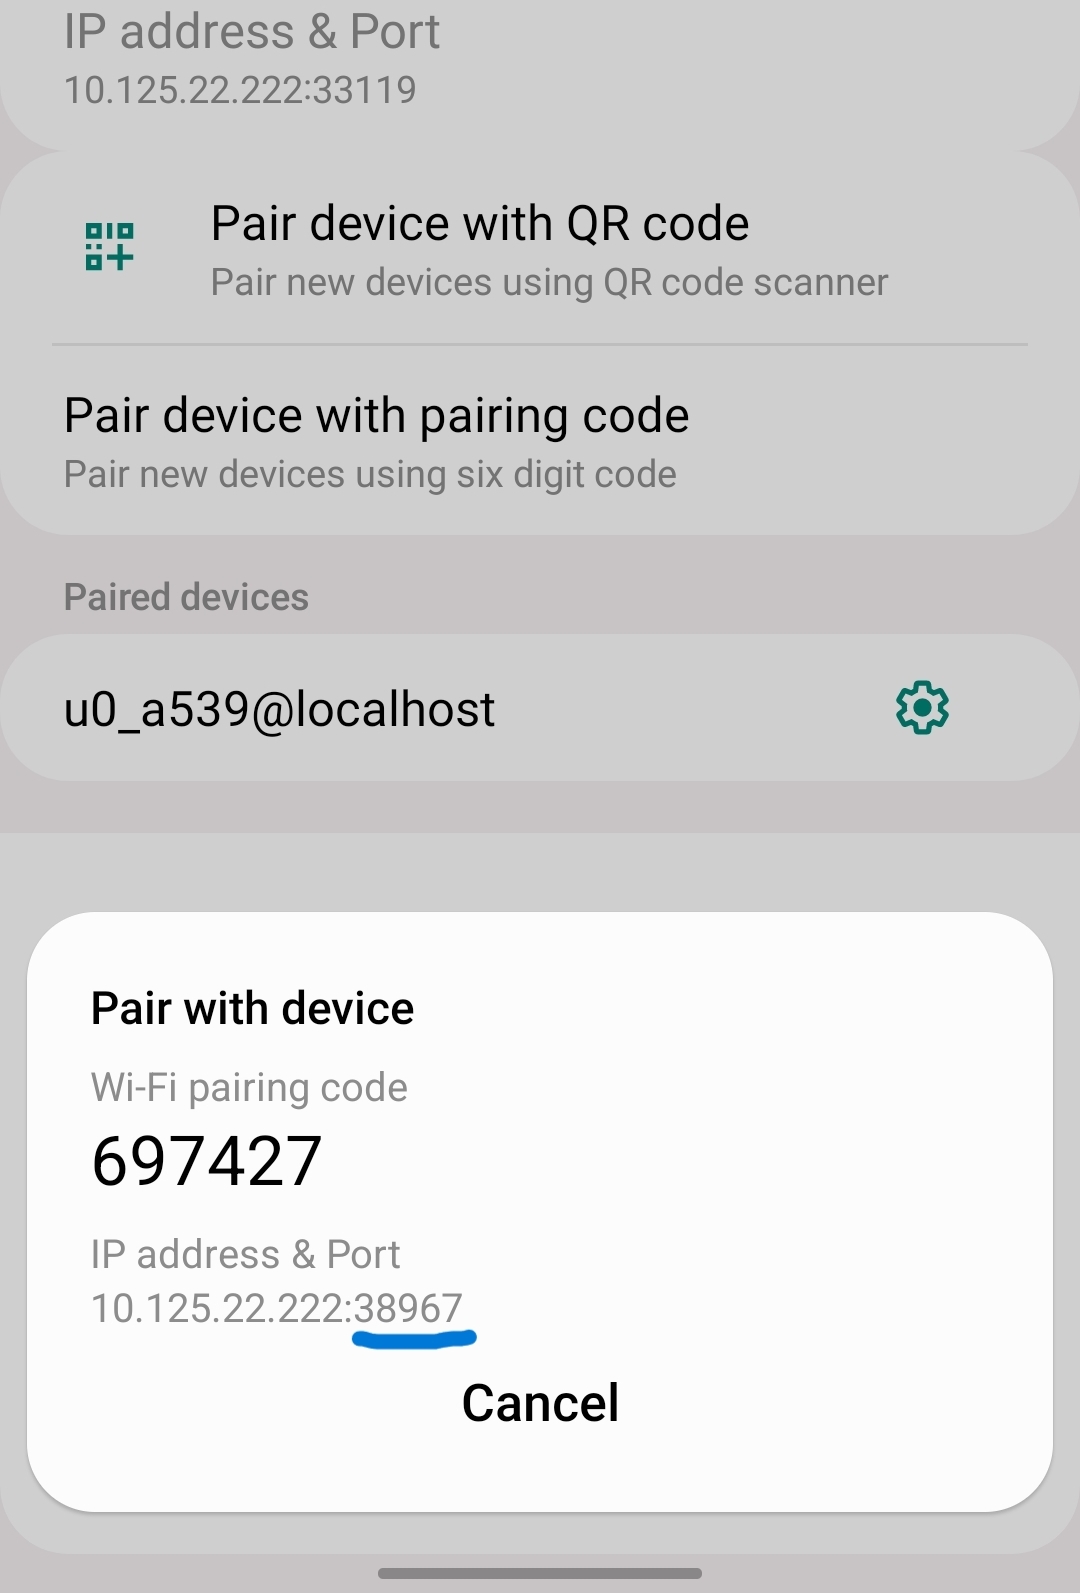 IP address & Port
10.125.22.222:33119
Pair device with QR code
Pair new devices using QR code scanner
Pair device with pairing code
Pair new devices using six digit code
Paired devices
u0_a539@localhost
Pair with device
Wi-Fi pairing code
697427
IP address & Port
10.125.22.222:38967
Cancel